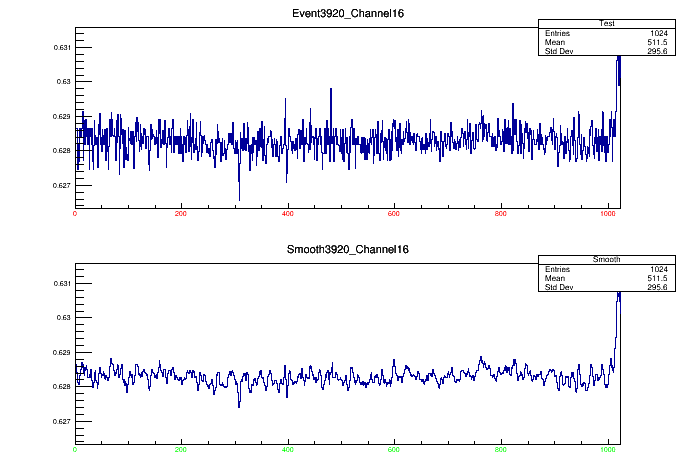 Event3920_Channel16
Test
Entries 1024
Mean 511.5
Std Dev 295.6
0.631
0.63
0.629
0.628
0.627
0 200 400 600 800 1000
Smooth3920_Channel16
Smooth
Entries 1024
Mean 511.5
Std Dev 295.6
0.631
0.63
0.629
0.628
0.627
0 200 400 600 800 1000